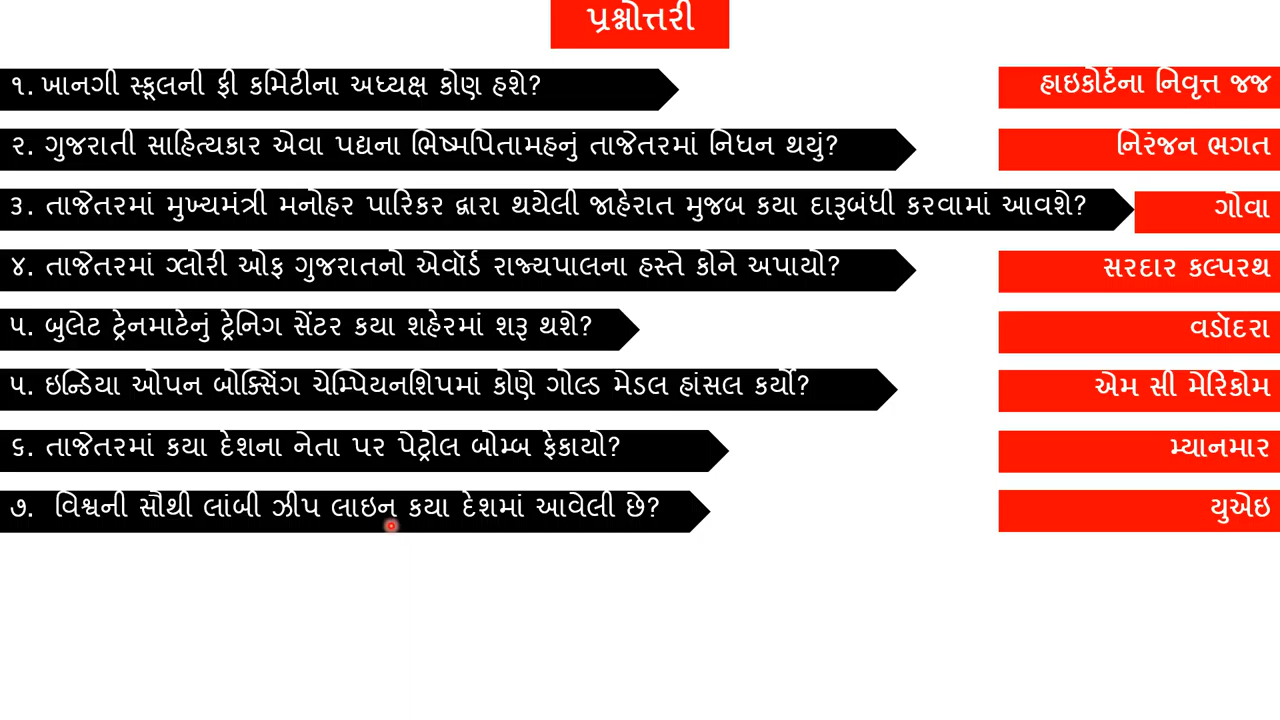 પ્રશ્નોત્તરી
૧. ખાનગી સ્કૂલની ફી કમિટીના અધ્યક્ષ કોણ હશે? હાઇકોર્ટના નિવૃત્ત જજ
૨. ગુજરાતી સાહિત્યકાર એવા પદ્યના ભિષ્મપિતામહનું તાજેતરમાં નિધન થયું? નિરંજન ભગત
૩. તાજેતરમાં મુખ્યમંત્રી મનોહર પારિકર દ્વારા થયેલી જાહેરાત મુજબ કયા દારૂબંધી કરવામાં આવશે? ગોવા
૪. તાજેતરમાં ગ્લોરી ઓફ ગુજરાતનો એવૉર્ડ રાજ્યપાલના હસ્તે કોને અપાયો? સરદાર કલ્પરથ
૫. બુલેટ ટ્રેનમાટેનું ટ્રેનિગ સેંટર કયા શહેરમાં શરૂ થશે? વડૉદરા
૫. ઇન્ડિયા ઓપન બોક્સિંગ ચેમ્પિયનશિપમાં કોણે ગોલ્ડ મેડલ હાંસલ કર્યો? એમ સી મેરિકોમ
૬. તાજેતરમાં કયા દેશના નેતા પર પેટ્રોલ બોમ્બ ફેકાયો? મ્યાનમાર
૭. વિશ્વની સૌથી લાંબી ઝીપ લાઇન કયા દેશમાં આવેલી છે? યુએઇ